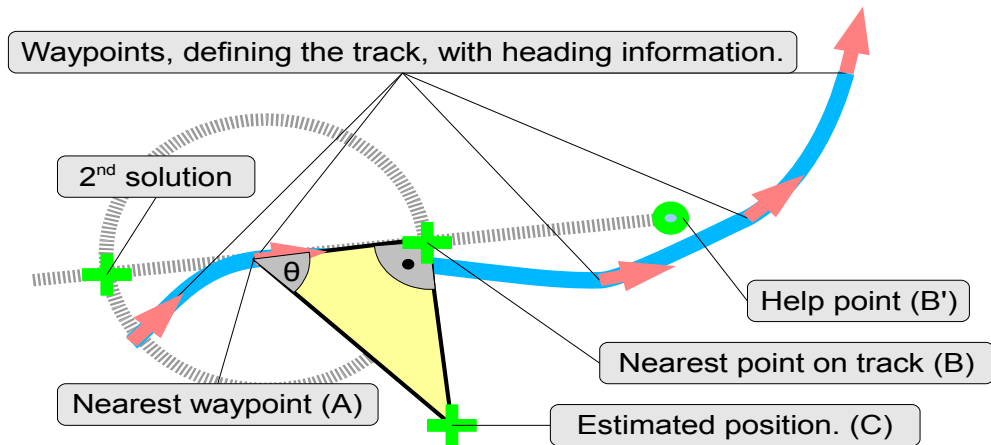 Waypoints, defining the track, with heading information.
2nd solution
θ
Help point (B')
Nearest point on track (B)
Nearest waypoint (A)
Estimated position. (C)